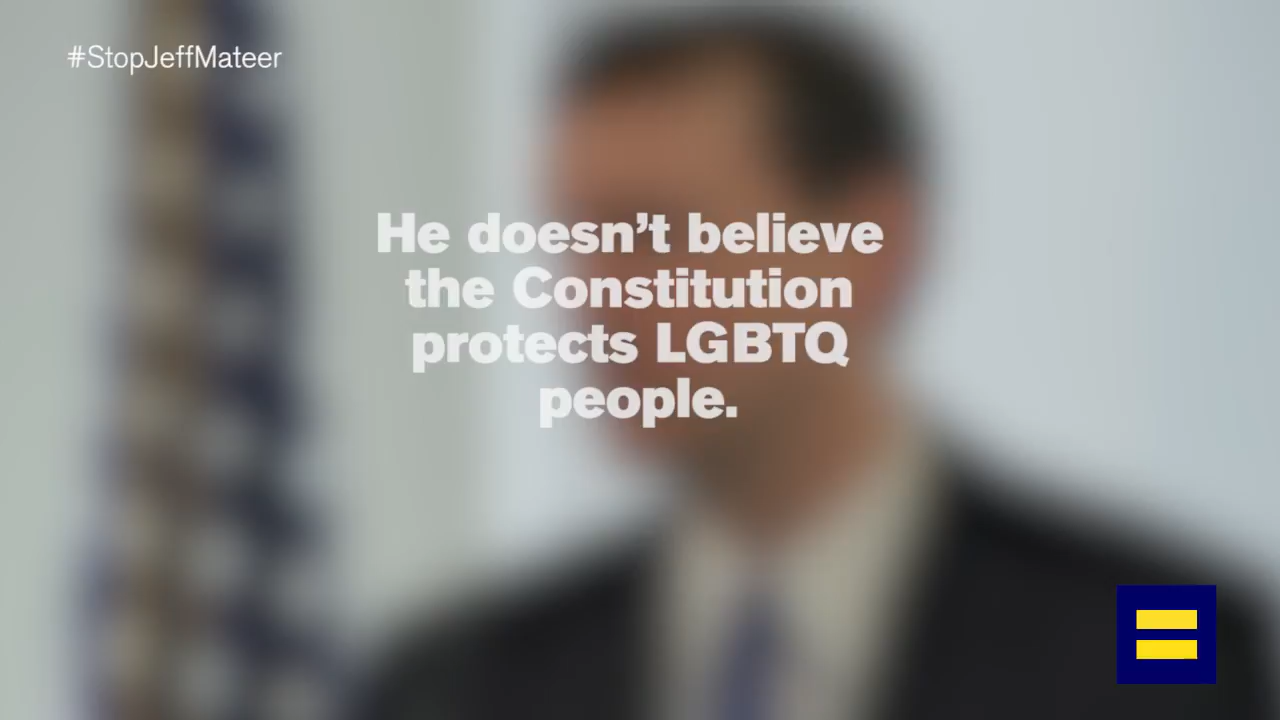 #StopJeffMateer
He doesn’t believe
the Constitution
protects LGBTQ
people.